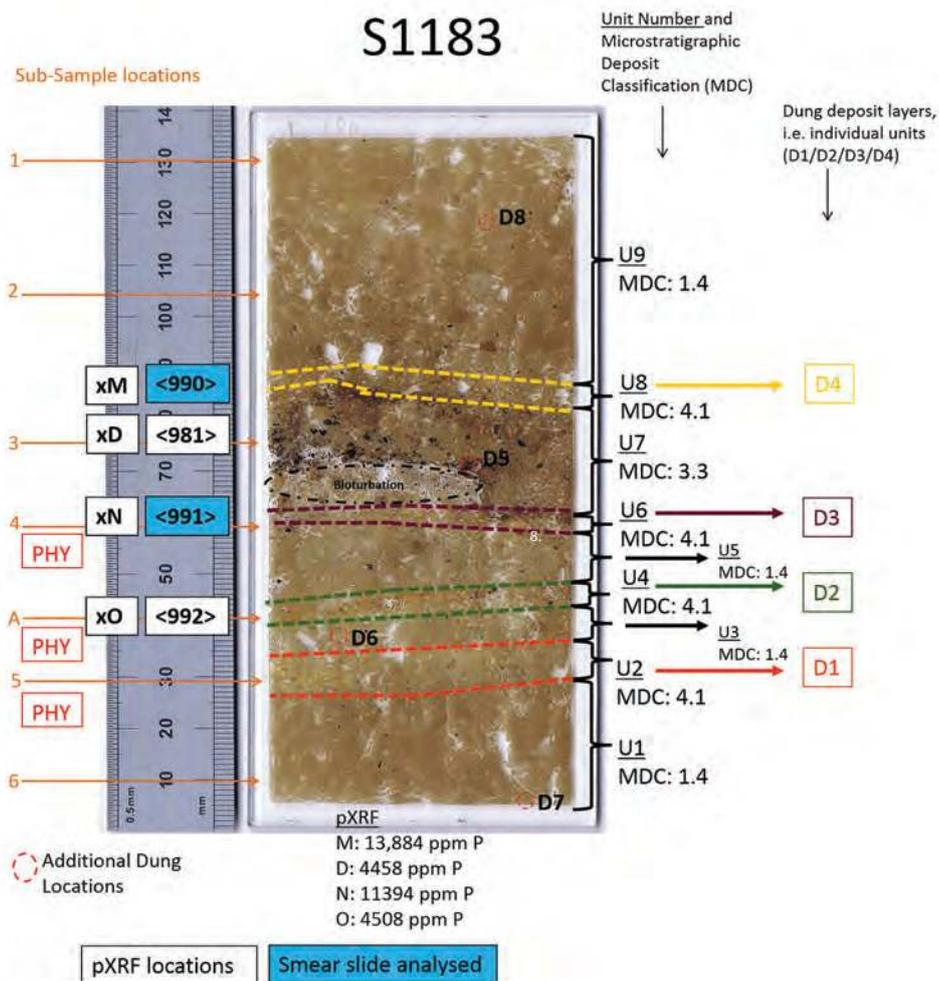 S1183
Unit Number and
Microstratigraphic
Deposit
Classification (MDC)
Sub-Sample locations
Dung deposit layers,
i.e. individual units
(D1/D2/D3/D4)
14
130
1
120
D8
U9
MDC: 1.4
2
100
xM
<990>
U8
MDC: 4.1
D4
xD
<981>
3
D5
U7
MDC: 3.3
70
Bioturbation
xN
<991>
4
U6
MDC: 4.1
D3
8.
PHY
U5
MDC: 1.4
50
U4
MDC: 4.1
D2
A
xO
<992>
U3
MDC: 1.4
PHY
D6
30
5
U2
MDC: 4.1
D1
PHY
20
U1
MDC: 1.4
10
6
0.5mm
mm
D7
pXRF
M: 13,884 ppm P
D: 4458 ppm P
N: 11394 ppm P
O: 4508 ppm P
Additional Dung
Locations
pXRF locations
Smear slide analysed